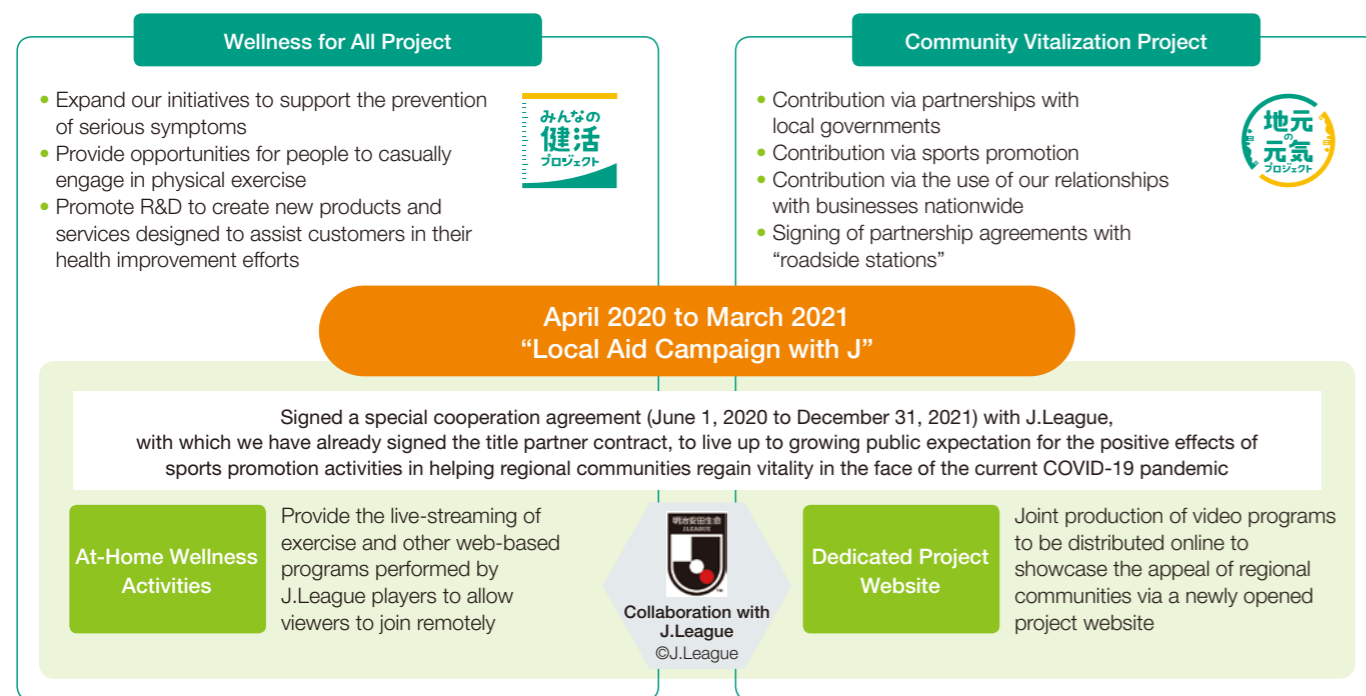 Wellness for All Project
• Expand our initiatives to support the prevention
of serious symptoms
• Provide opportunities for people to casually
engage in physical exercise
• Promote R&D to create new products and
services designed to assist customers in their
health improvement efforts
みんなの
健活
プロジェクト
Community Vitalization Project
• Contribution via partnerships with
local governments
• Contribution via sports promotion
• Contribution via the use of our relationships
with businesses nationwide
• Signing of partnership agreements with
“roadside stations”
地元
の
元気
プロジェクト
April 2020 to March 2021
“Local Aid Campaign with J”
Signed a special cooperation agreement (June 1, 2020 to December 31, 2021) with J.League,
with which we have already signed the title partner contract, to live up to growing public expectation for the positive effects of
sports promotion activities in helping regional communities regain vitality in the face of the current COVID-19 pandemic
At-Home Wellness
Activities
Provide the live-streaming of
exercise and other web-based
programs performed by
J.League players to allow
viewers to join remotely
明治安田生命
J.LEAGUE
TM
Collaboration with
J.League
©J.League
Dedicated Project
Website
Joint production of video programs
to be distributed online to
showcase the appeal of regional
communities via a newly opened
project website